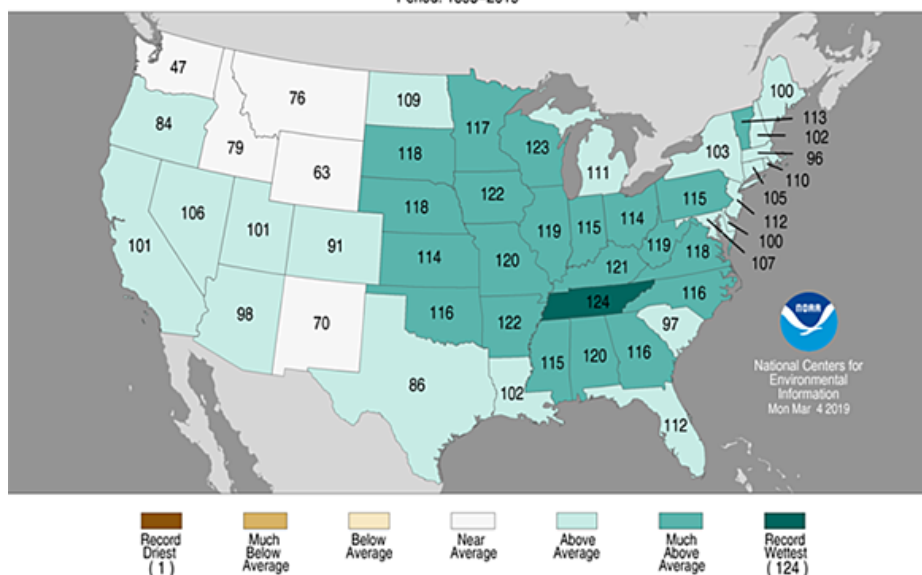 47
76
109
117
100
113
84
79
118
123
103
102
63
111
96
110
106
118
122
115
105
101
101
91
119
115
114
112
114
120
119
118
100
121
107
98
70
116
122
124
116
97
86
102
115
120
116
112
NOAA
National Centers for
Environmental
Information
Mon Mar 4 2019
Record
Driest
(1)
Much
Below
Average
Below
Average
Near
Average
Above
Average
Much
Above
Average
Record
Wettest
(124)